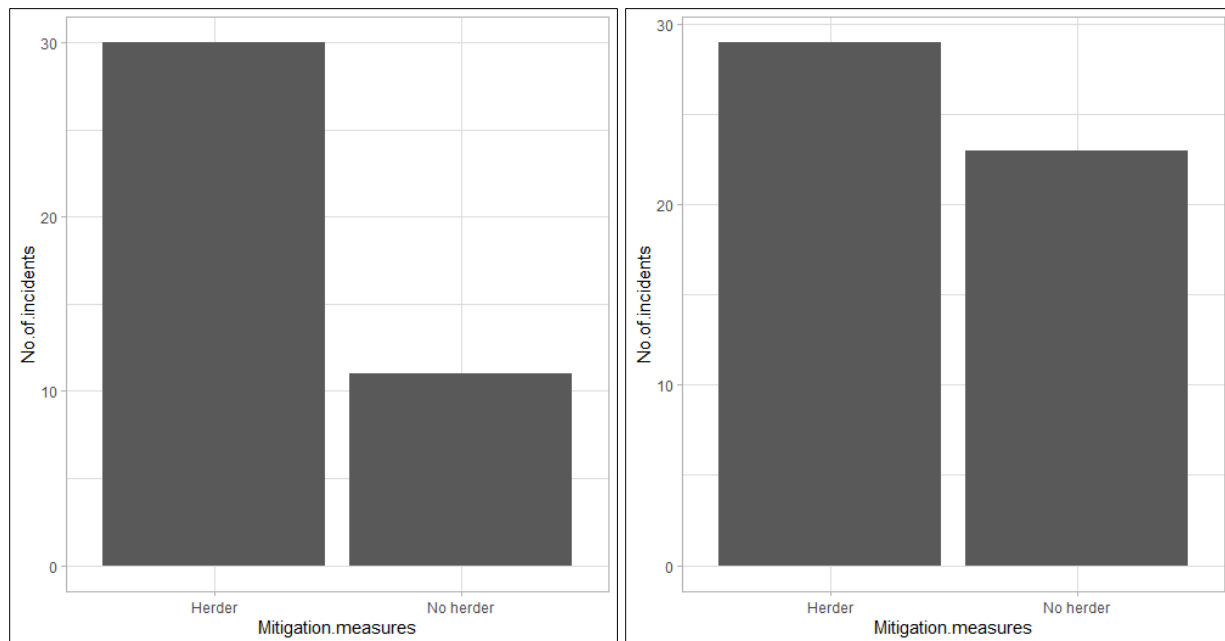 No.of.incidents
30
20
10
0
Herder No herder
Mitigation.measures
No.of.incidents
30
20
10
0
Herder No herder
Mitigation.measures